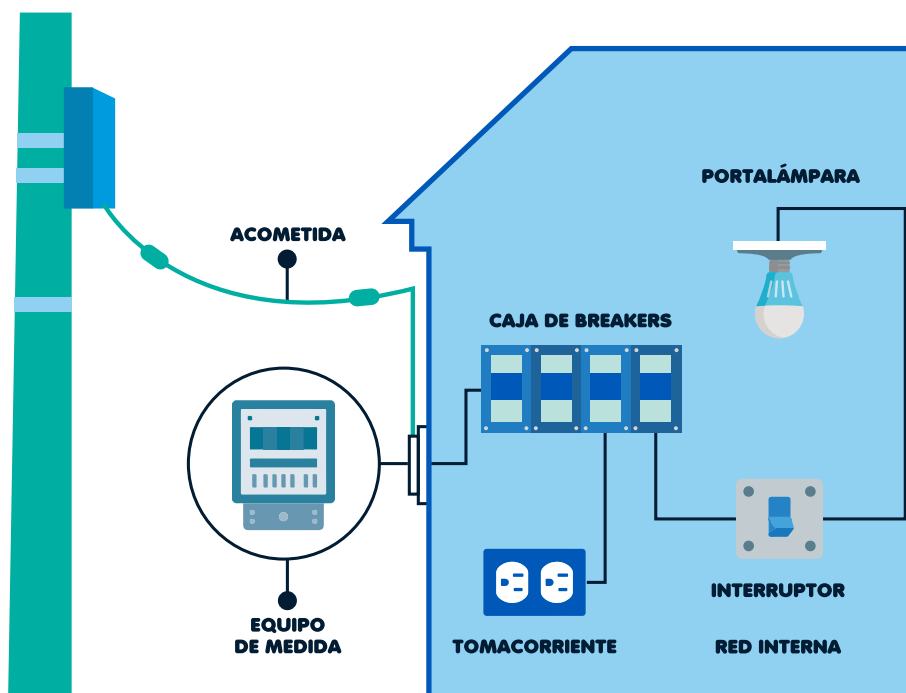 PORTALÁMPARA
ACOMETIDA
CAJA DE BREAKERS
INTERRUPTOR
EQUIPO
DE MEDIDA
TOMACORRIENTE
RED INTERNA